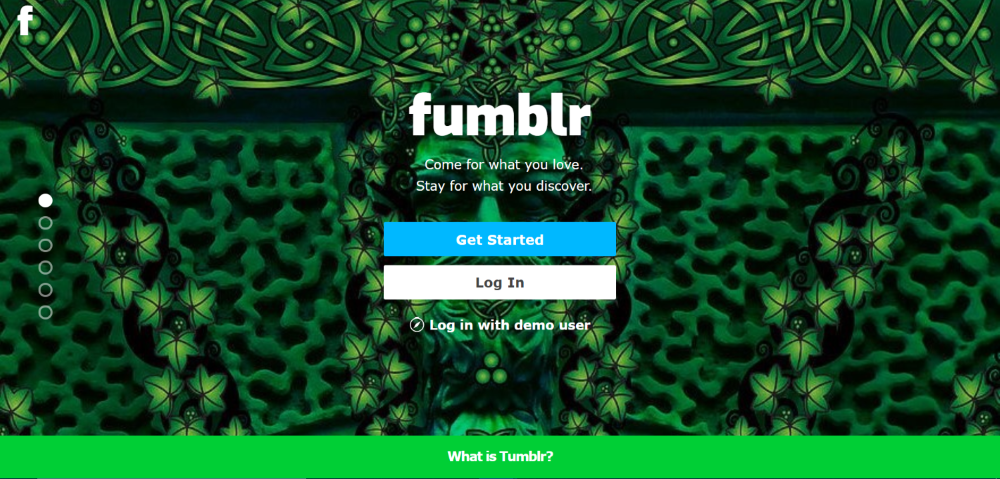 f
fumblr
Come for what you love.
Stay for what you discover.
Get Started
Log In
Log in with demo user
What is Tumblr?